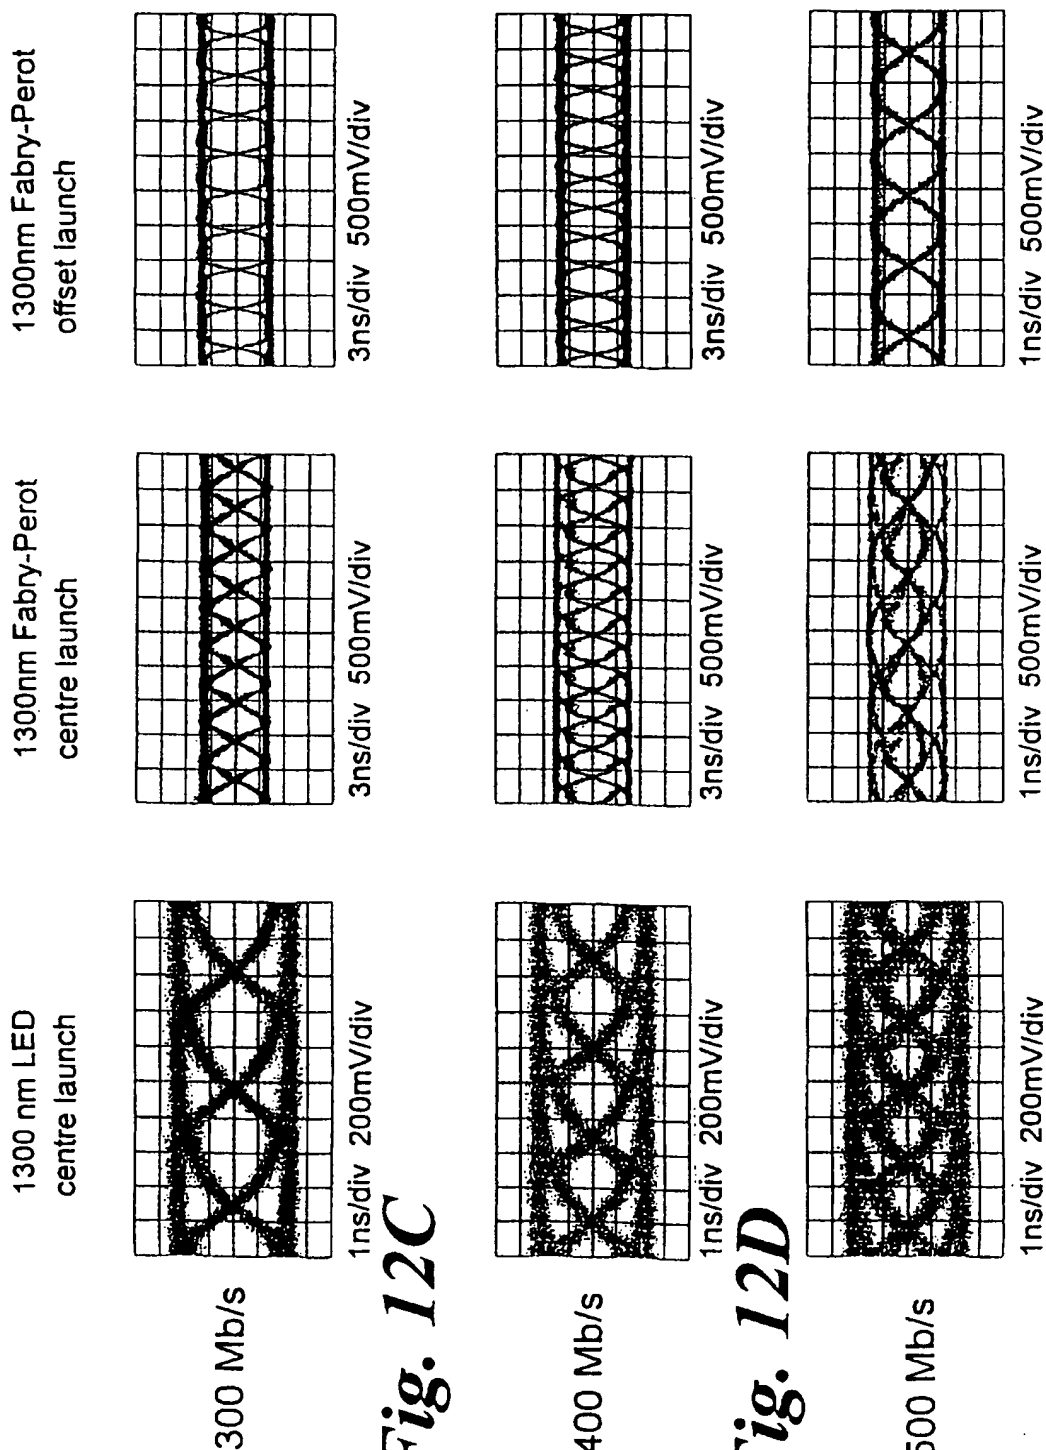 1300 nm LED
centre launch
1300nm Fabry-Perot
centre launch
1300nm Fabry-Perot
offset launch
300 Mb/s
1ns/div 200mV/div
3ns/div 500mV/div
3ns/div 500mV/div
Fig. 12C
400 Mb/s
1ns/div 200mV/div
3ns/div 500mV/div
3ns/div 500mV/div
Fig. 12D
500 Mb/s
1ns/div 200mV/div
1ns/div 500mV/div
1ns/div 500mV/div